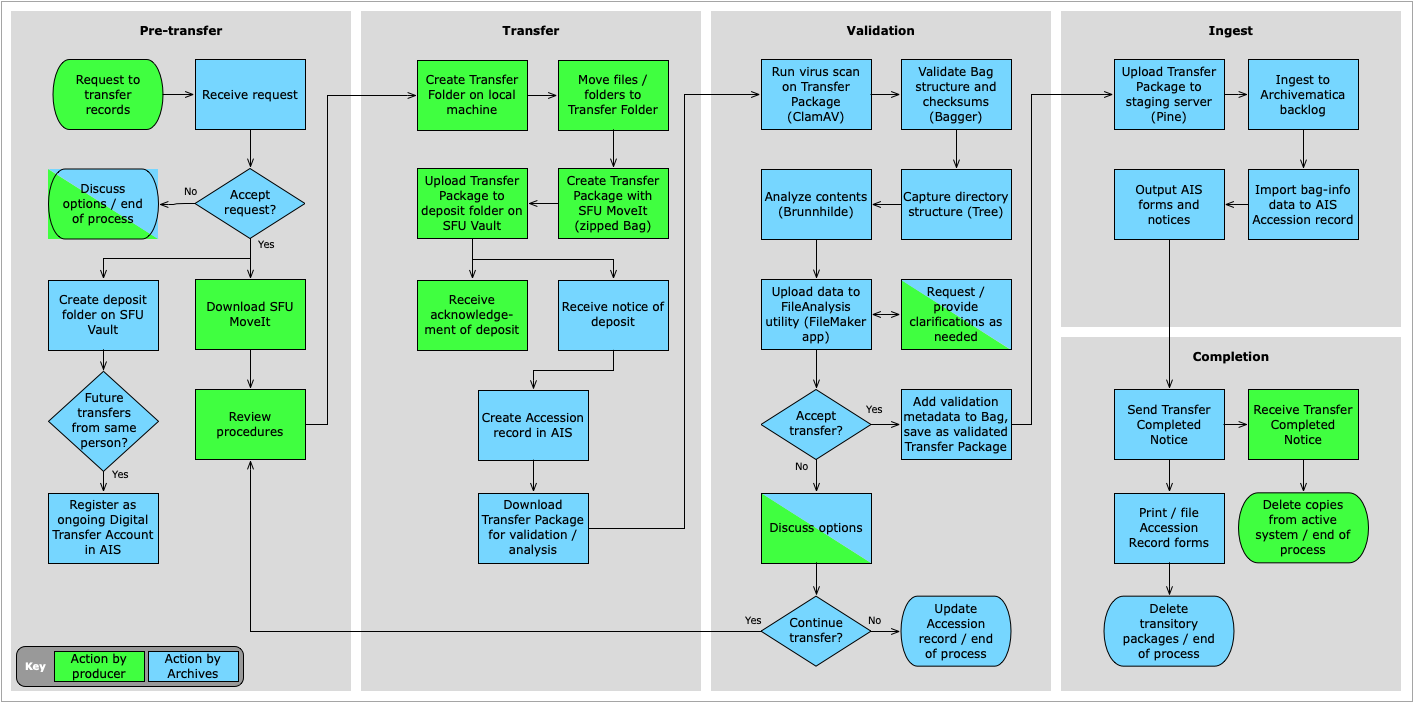 Pre-transfer
Request to
transfer
records
Receive request
Discuss
options / end
of process
No
Accept
request?
Yes
Create deposit
folder on SFU
Vault
Download SFU
MoveIt
Future
transfers
from same
person?
Review
procedures
Yes
Register as
ongoing Digital
Transfer Account
in AIS
Key
Action by
producer
Action by
Archives
Transfer
Create Transfer
Folder on local
machine
Move files /
folders to
Transfer Folder
Upload Transfer
Package to
deposit folder on
SFU Vault
Create Transfer
Package with
SFU MoveIt
(zipped Bag)
Receive
acknowledge-
ment of deposit
Receive notice of
deposit
Create Accession
record in AIS
Download
Transfer Package
for validation /
analysis
Validation
Run virus scan
on Transfer
Package
(ClamAV)
Validate Bag
structure and
checksums
(Bagger)
Analyze contents
(Brunnhilde)
Capture directory
structure (Tree)
Upload data to
FileAnalysis
utility (FileMaker
app)
Request /
provide
clarifications as
needed
Accept
transfer?
Yes
Add validation
metadata to Bag,
save as validated
Transfer Package
No
Discuss options
Yes
Continue
transfer?
No
Update
Accession
record / end
of process
Ingest
Upload Transfer
Package to
staging server
(Pine)
Ingest to
Archivematica
backlog
Output AIS
forms and
notices
Import bag-info
data to AIS
Accession record
Completion
Send Transfer
Completed
Notice
Receive Transfer
Completed
Notice
Print / file
Accession
Record forms
Delete copies
from active
system / end of
process
Delete
transitory
packages / end
of process